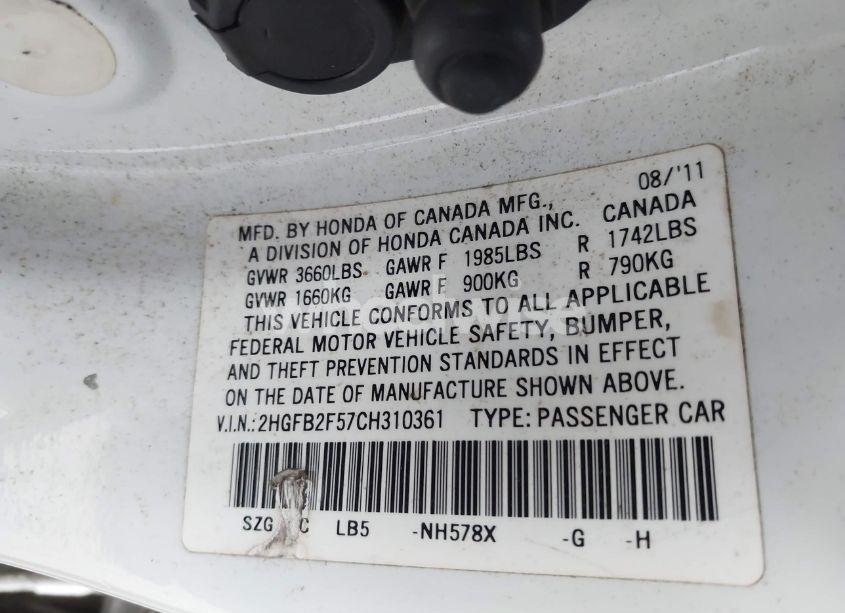 MFD. BY HONDA OF CANADA MFG., 08/'11
A DIVISION OF HONDA CANADA INC. CANADA
GVWR 3660LBS GAWR F 1985LBS R 1742LBS
GVWR 1660KG GAWR F 900KG R 790KG
THIS VEHICLE CONFORMS TO ALL APPLICABLE
FEDERAL MOTOR VEHICLE SAFETY, BUMPER,
AND THEFT PREVENTION STANDARDS IN EFFECT
ON THE DATE OF MANUFACTURE SHOWN ABOVE.
V.I.N.: 2HGFB2F57CH310361 TYPE: PASSENGER CAR
SZG C LB5 -NH578X -G -H